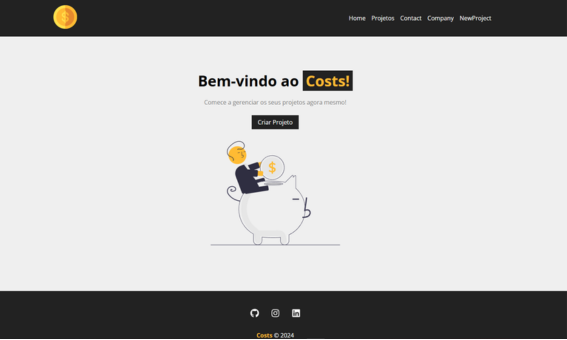 Home Projetos Contact Company NewProject
Bem-vindo ao Costs!
Comece a gerenciar os seus projetos agora mesmo!
Criar Projeto
Costs © 2024